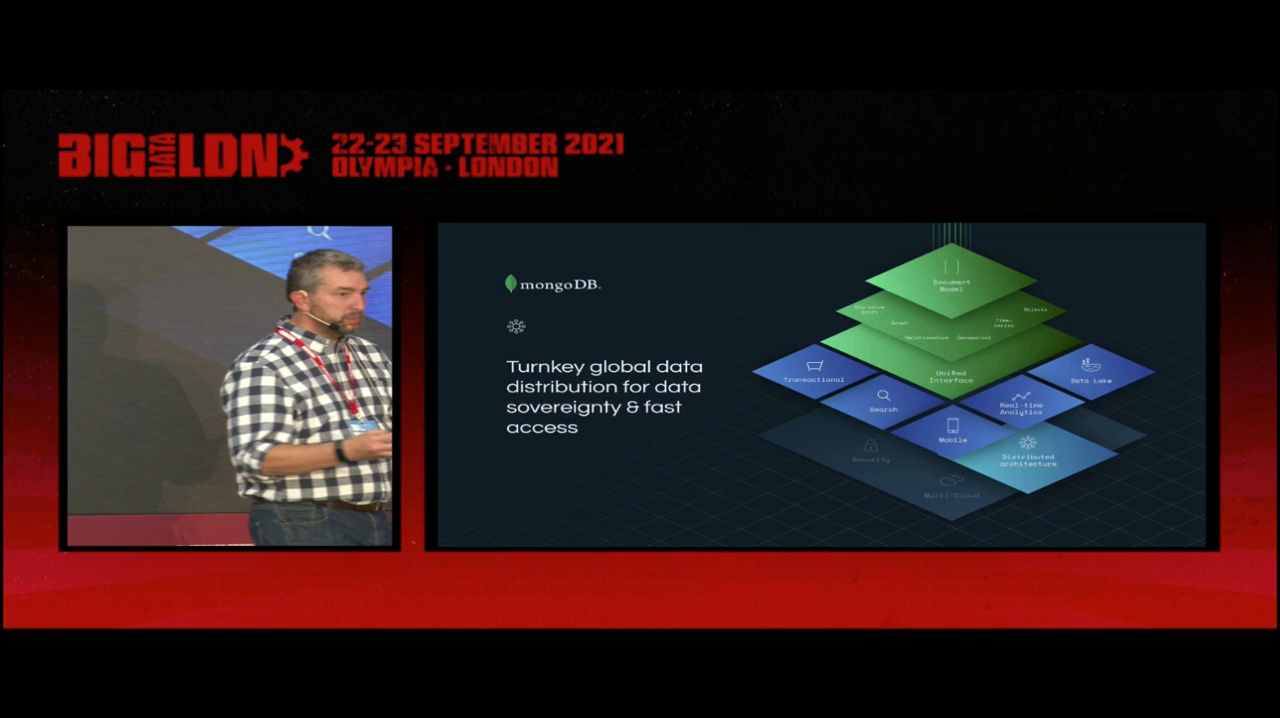 BIG DATA LDN
22-23 SEPTEMBER 2021
OLYMPIA · LONDON
mongoDB.
Turnkey global data
distribution for data
sovereignty & fast
access
{ }
Document
Model
Objects
Graph
Time-
series
Relationships
Geospatial
Unified
Interface
Transactional
Data Lake
Search
Real-time
Analytics
Mobile
Security
Distributed
architecture
Multi-Cloud